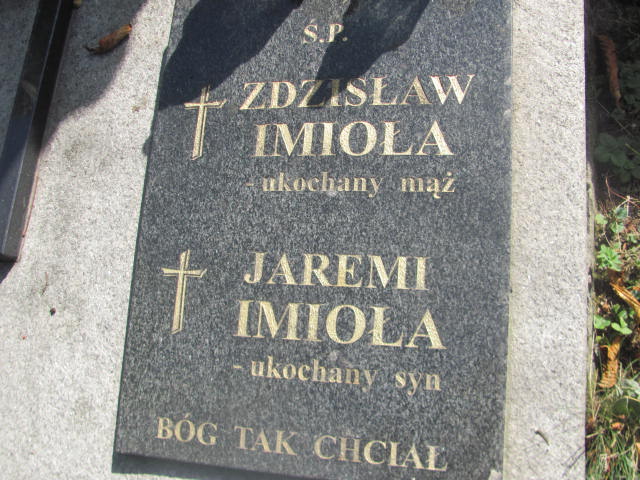 Ś.P.
ZDZISŁAW
IMIOŁA
- ukochany mąż
JAREMI
IMIOŁA
- ukochany syn
BÓG TAK CHCIAŁ